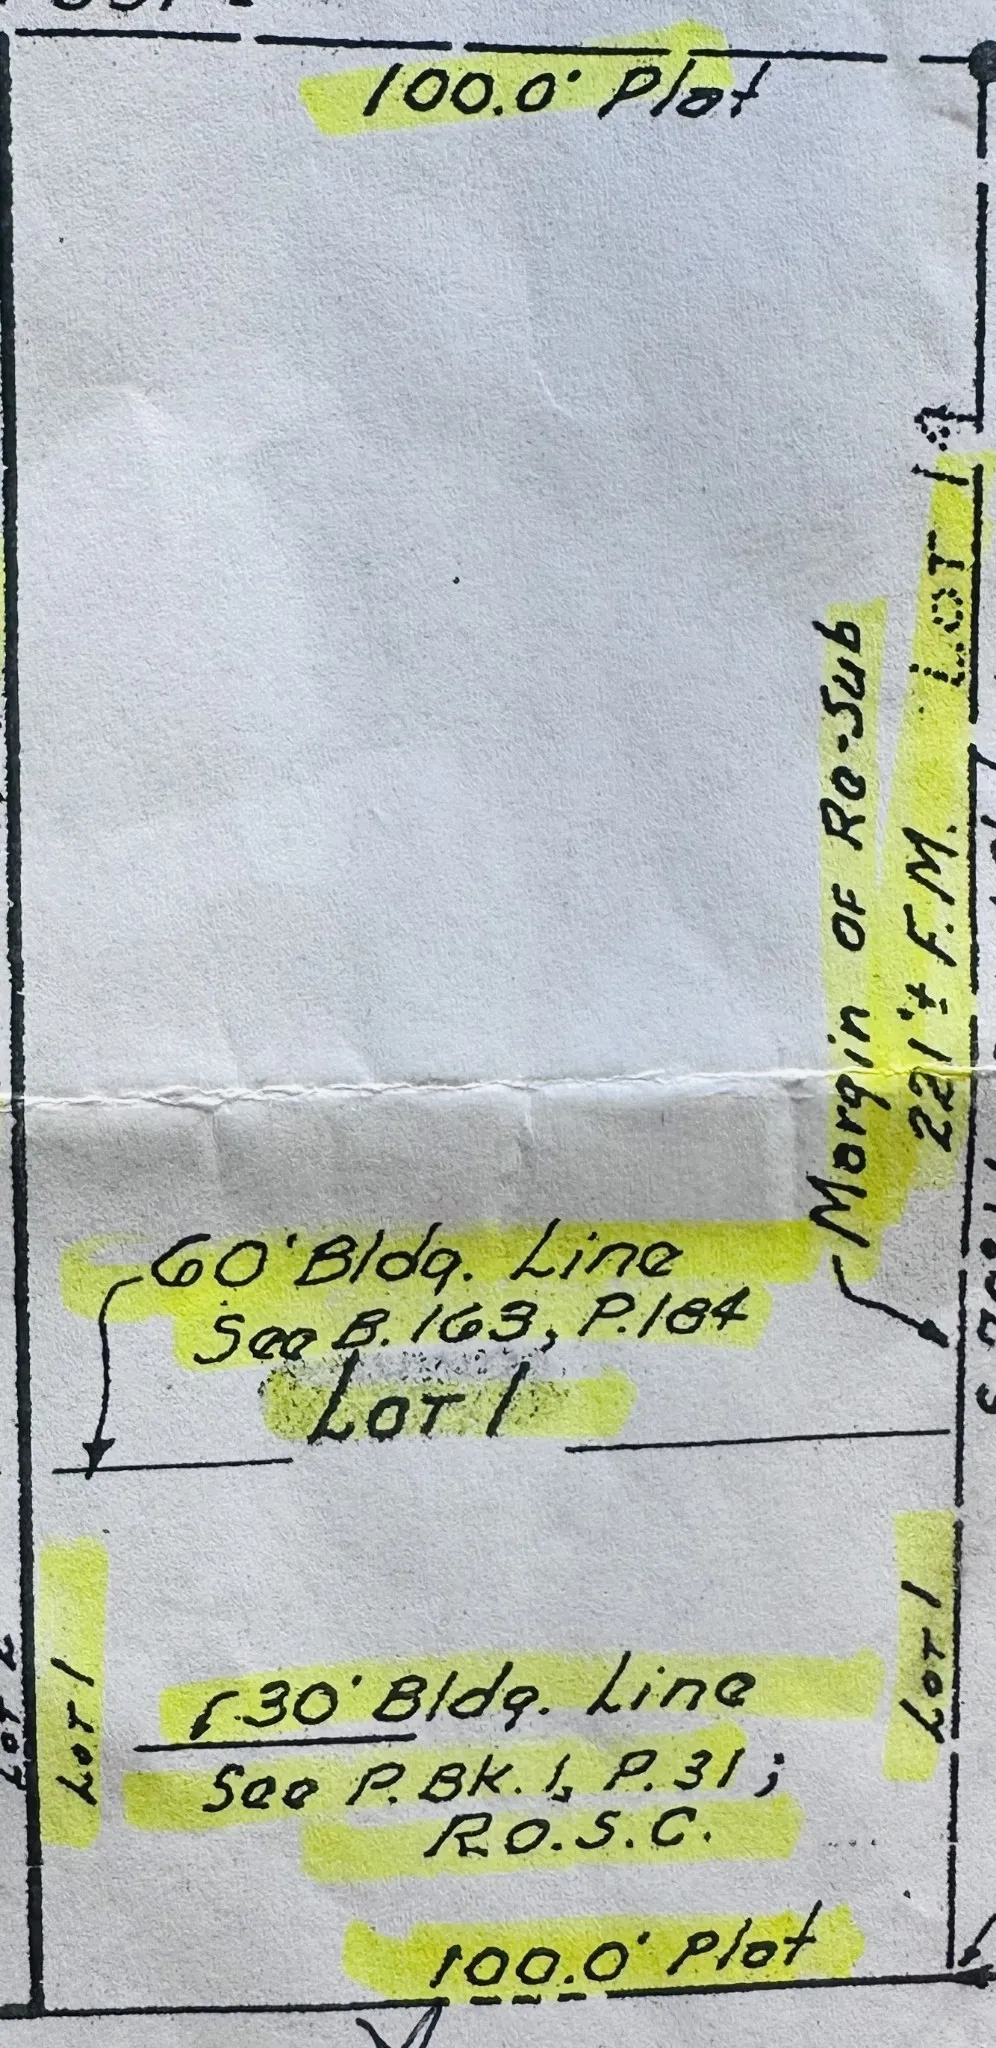 100.0' Plat
LOT 1
Margin OF Re-Sub
221'± F.M.
60' Bldg. Line
See B.163, P.184
LOT 1
LOT 1
LOT 1
30' Bldg. Line
See P.BK.1, P.31;
R.O.S.C.
100.0' Plat